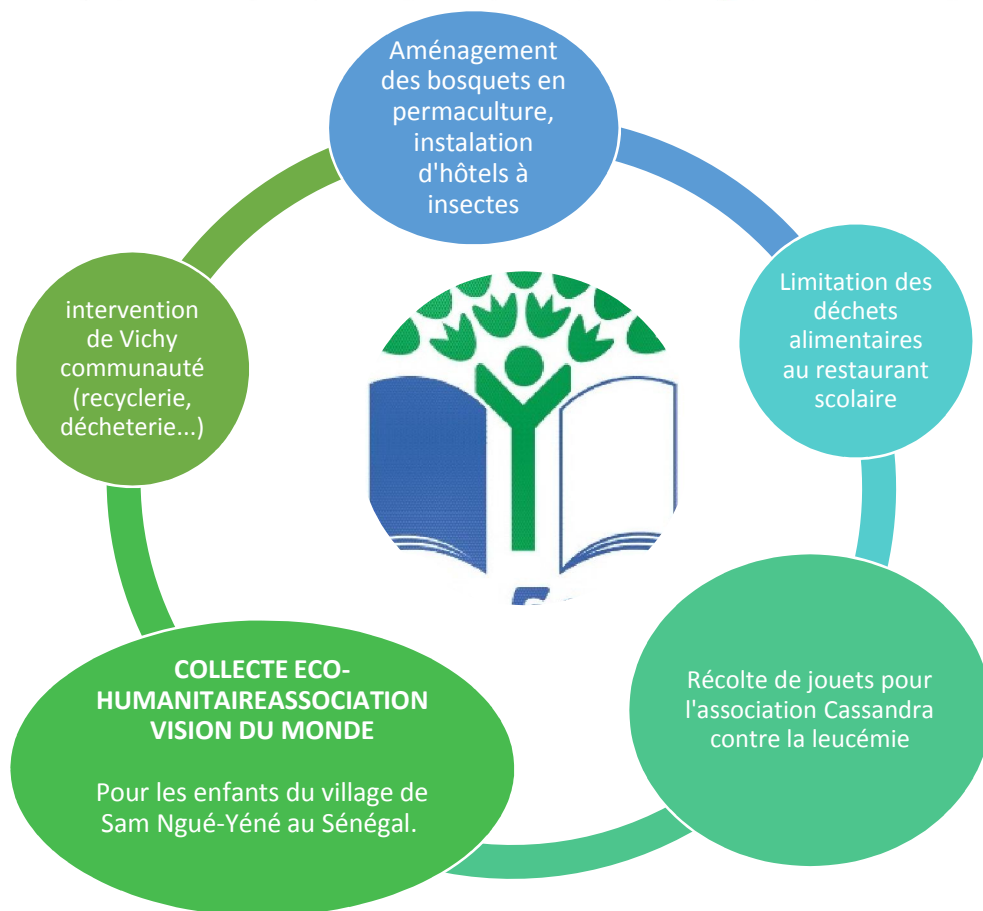 Aménagement
des bosquets en
permaculture,
instalation
d'hôtels à
insectes
Limitation des
déchets
alimentaires
au restaurant
scolaire
Récolte de jouets pour
l'association Cassandra
contre la leucémie
COLLECTE ECO-
HUMANITAIREASSOCIATION
VISION DU MONDE
Pour les enfants du village de
Sam Ngué-Yéné au Sénégal.
intervention
de Vichy
communauté
(recyclerie,
décheterie...)